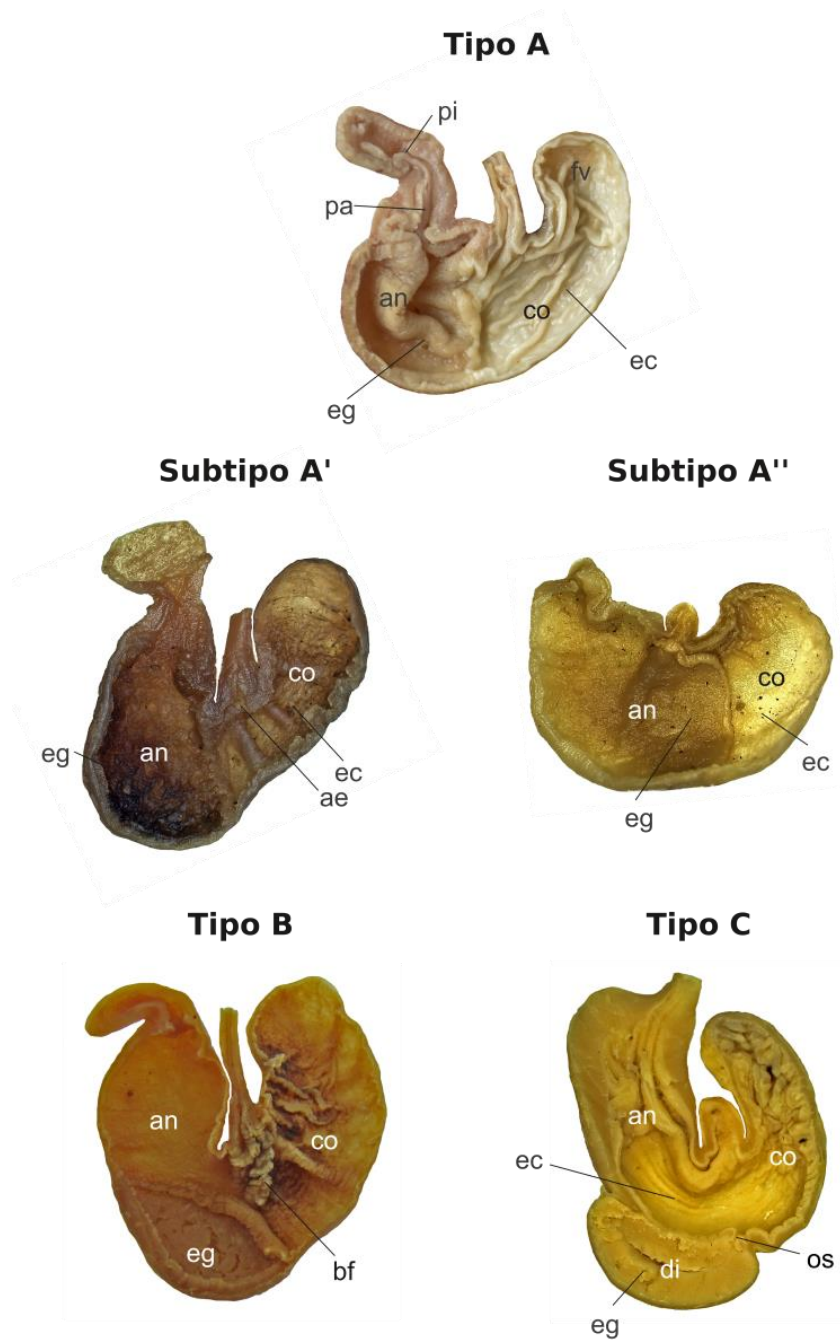 Tipo A
pi
fv
pa
an
co
ec
eg
Subtipo A'
Subtipo A''
co
co
an
an
eg
ec
ec
ae
eg
Tipo B
Tipo C
an
an
co
co
ec
eg
os
bf
di
eg